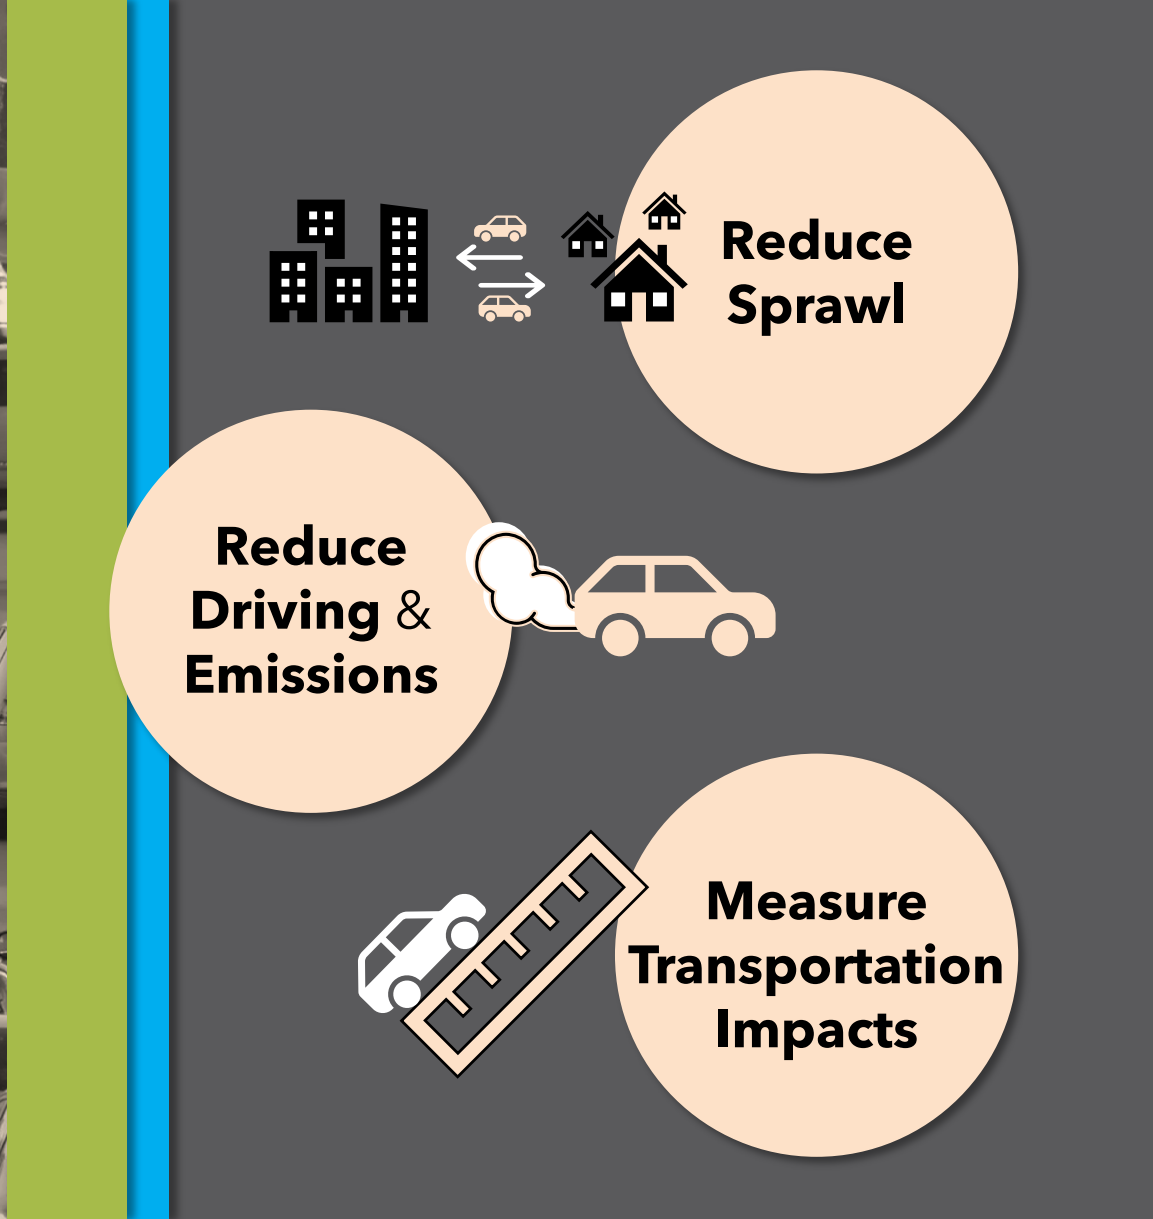 Reduce
Sprawl
Reduce
Driving &
Emissions
Measure
Transportation
Impacts